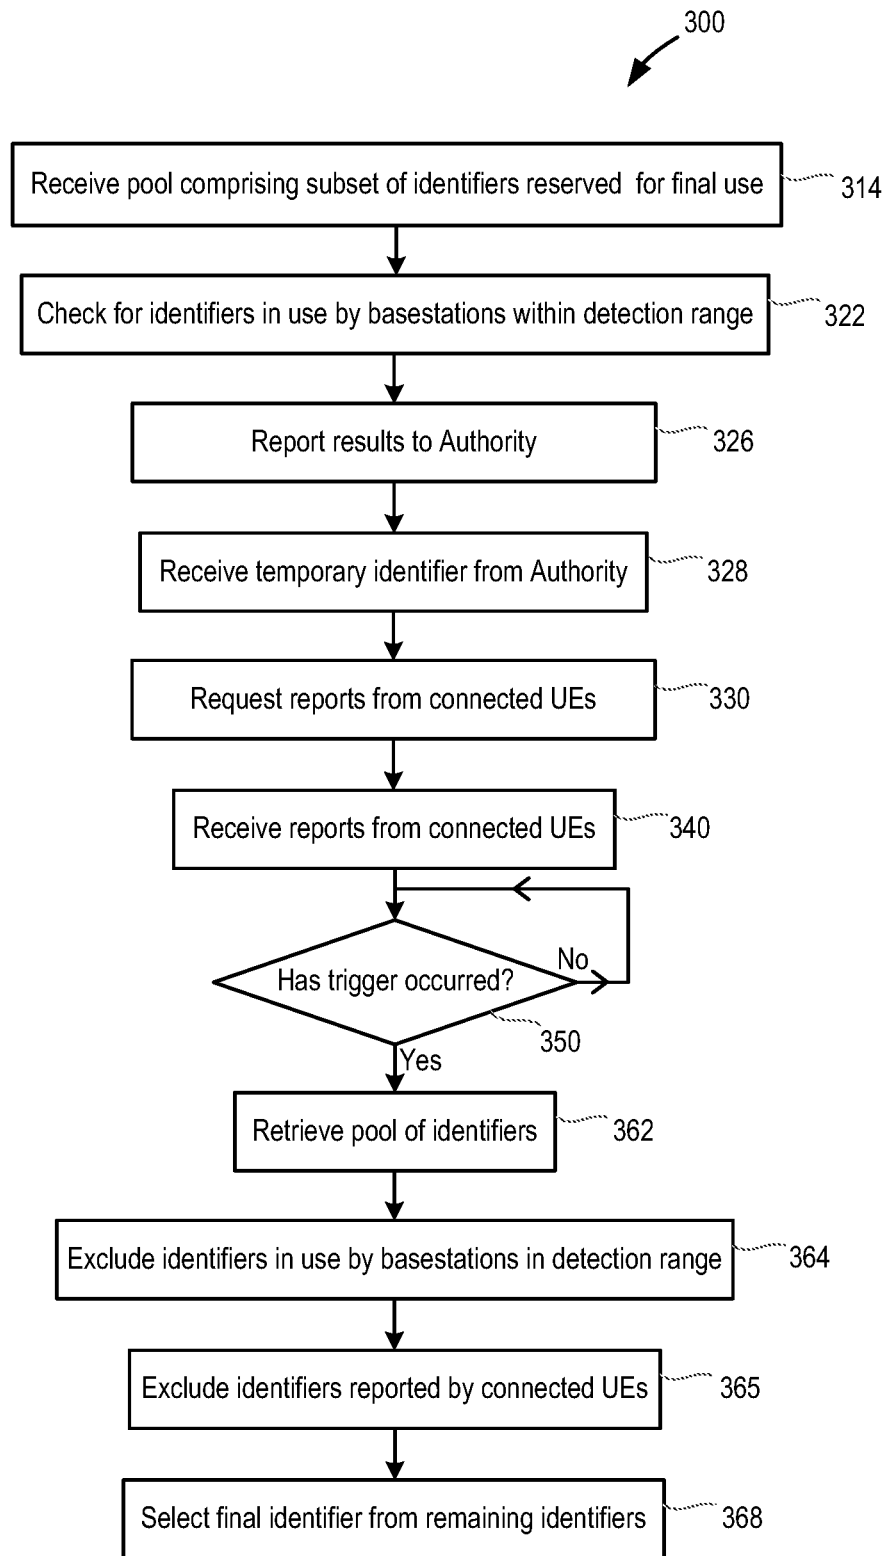 300
Receive pool comprising subset of identifiers reserved for final use
314
Check for identifiers in use by basestations within detection range
322
Report results to Authority
326
Receive temporary identifier from Authority
328
Request reports from connected UEs
330
Receive reports from connected UEs
340
Has trigger occurred?
No
350
Yes
Retrieve pool of identifiers
362
Exclude identifiers in use by basestations in detection range
364
Exclude identifiers reported by connected UEs
365
Select final identifier from remaining identifiers
368